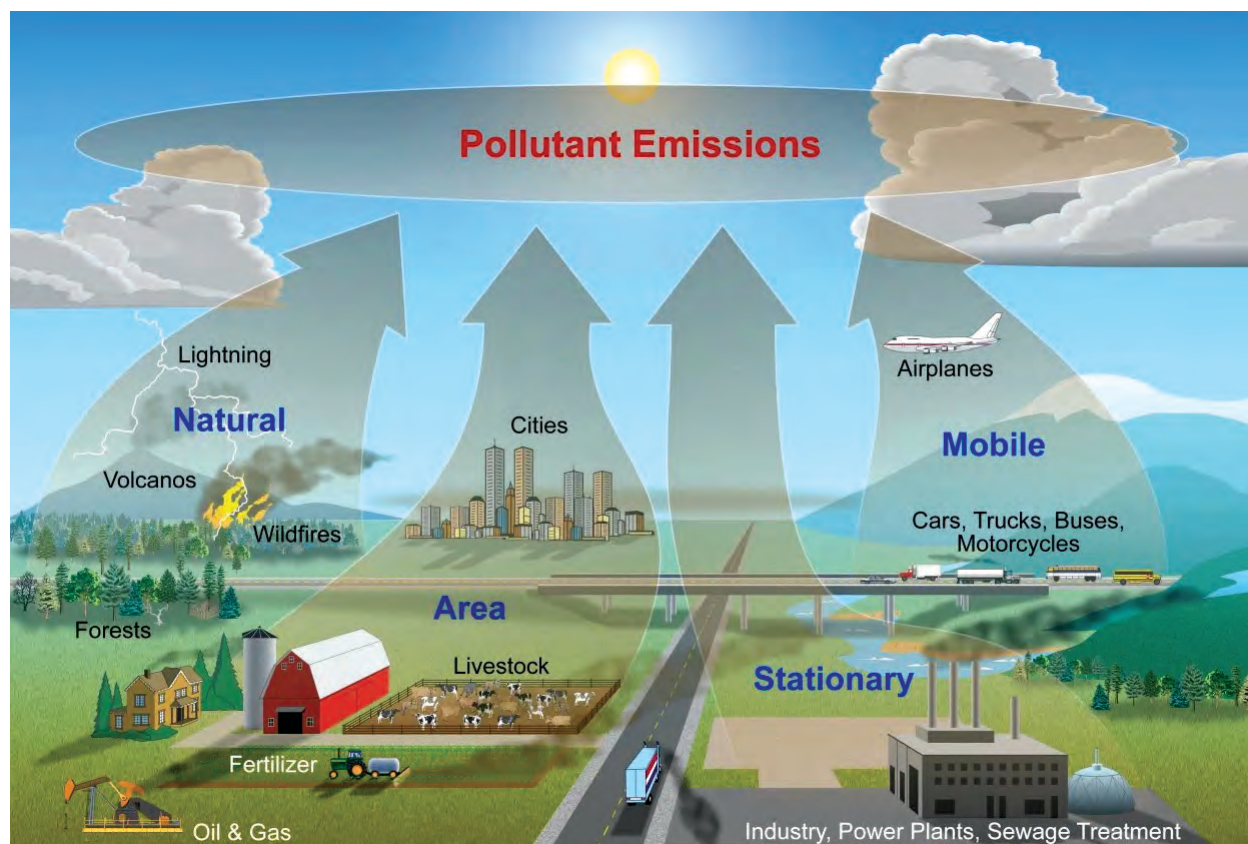 Pollutant Emissions
Lightning
Natural
Volcanos
Wildfires
Forests
Cities
Area
Livestock
Fertilizer
Oil & Gas
Airplanes
Mobile
Cars, Trucks, Buses,
Motorcycles
Stationary
Industry, Power Plants, Sewage Treatment